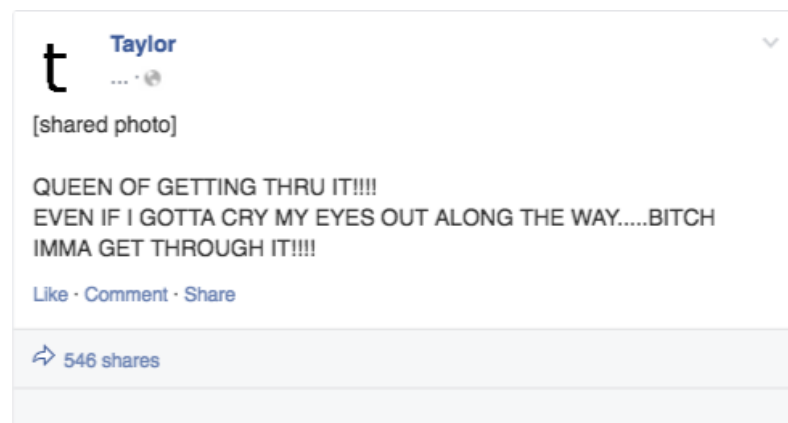 t
Taylor
... ·
[shared photo]
QUEEN OF GETTING THRU IT!!!!
EVEN IF I GOTTA CRY MY EYES OUT ALONG THE WAY.....BITCH
IMMA GET THROUGH IT!!!!
Like · Comment · Share
546 shares